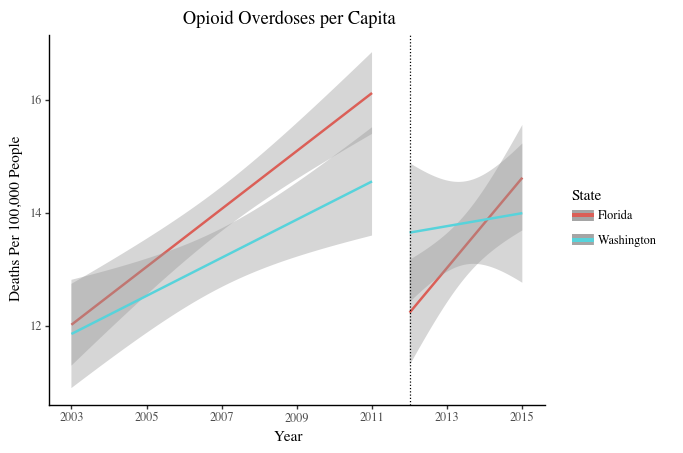 Opioid Overdoses per Capita
Deaths Per 100,000 People
16
14
12
2003 2005 2007 2009 2011 2013 2015
Year
State
Florida
Washington